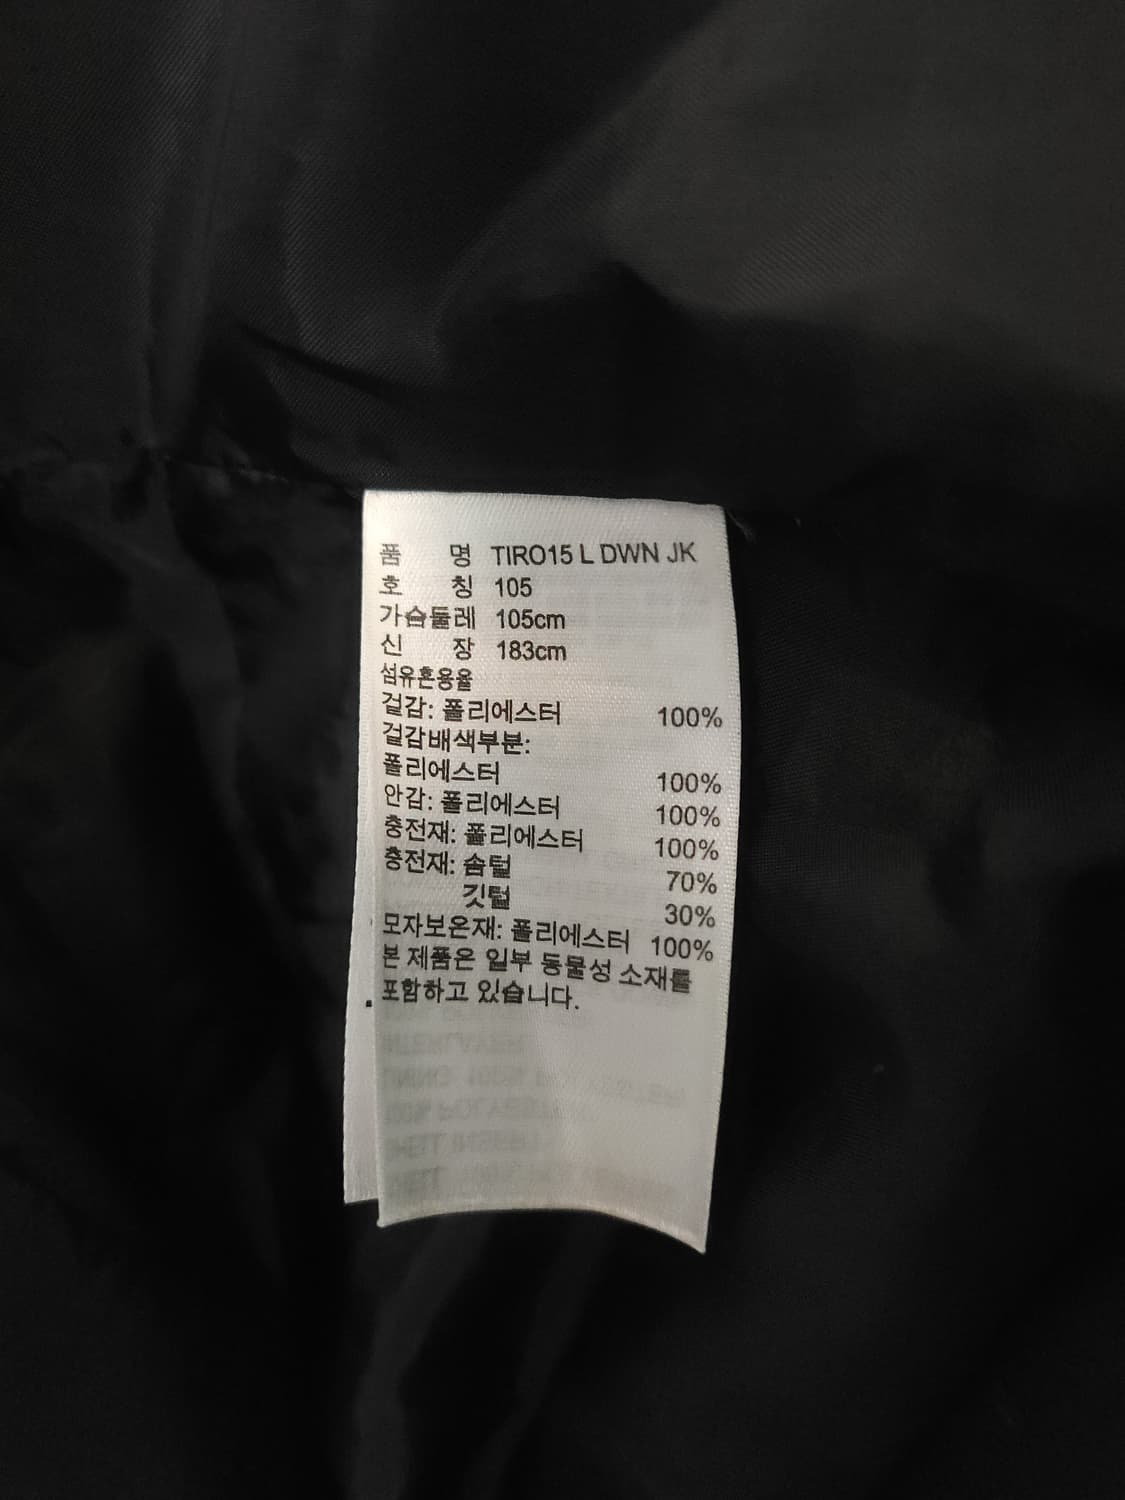 품 명 TIRO15 L DWN JK
호 칭 105
가슴둘레 105cm
신 장 183cm
섬유혼용율
겉감: 폴리에스터 100%
겉감배색부분:
폴리에스터 100%
안감: 폴리에스터 100%
충전재: 폴리에스터 100%
충전재: 솜털 70%
깃털 30%
모자보온재: 폴리에스터 100%
본 제품은 일부 동물성 소재를
포함하고 있습니다.